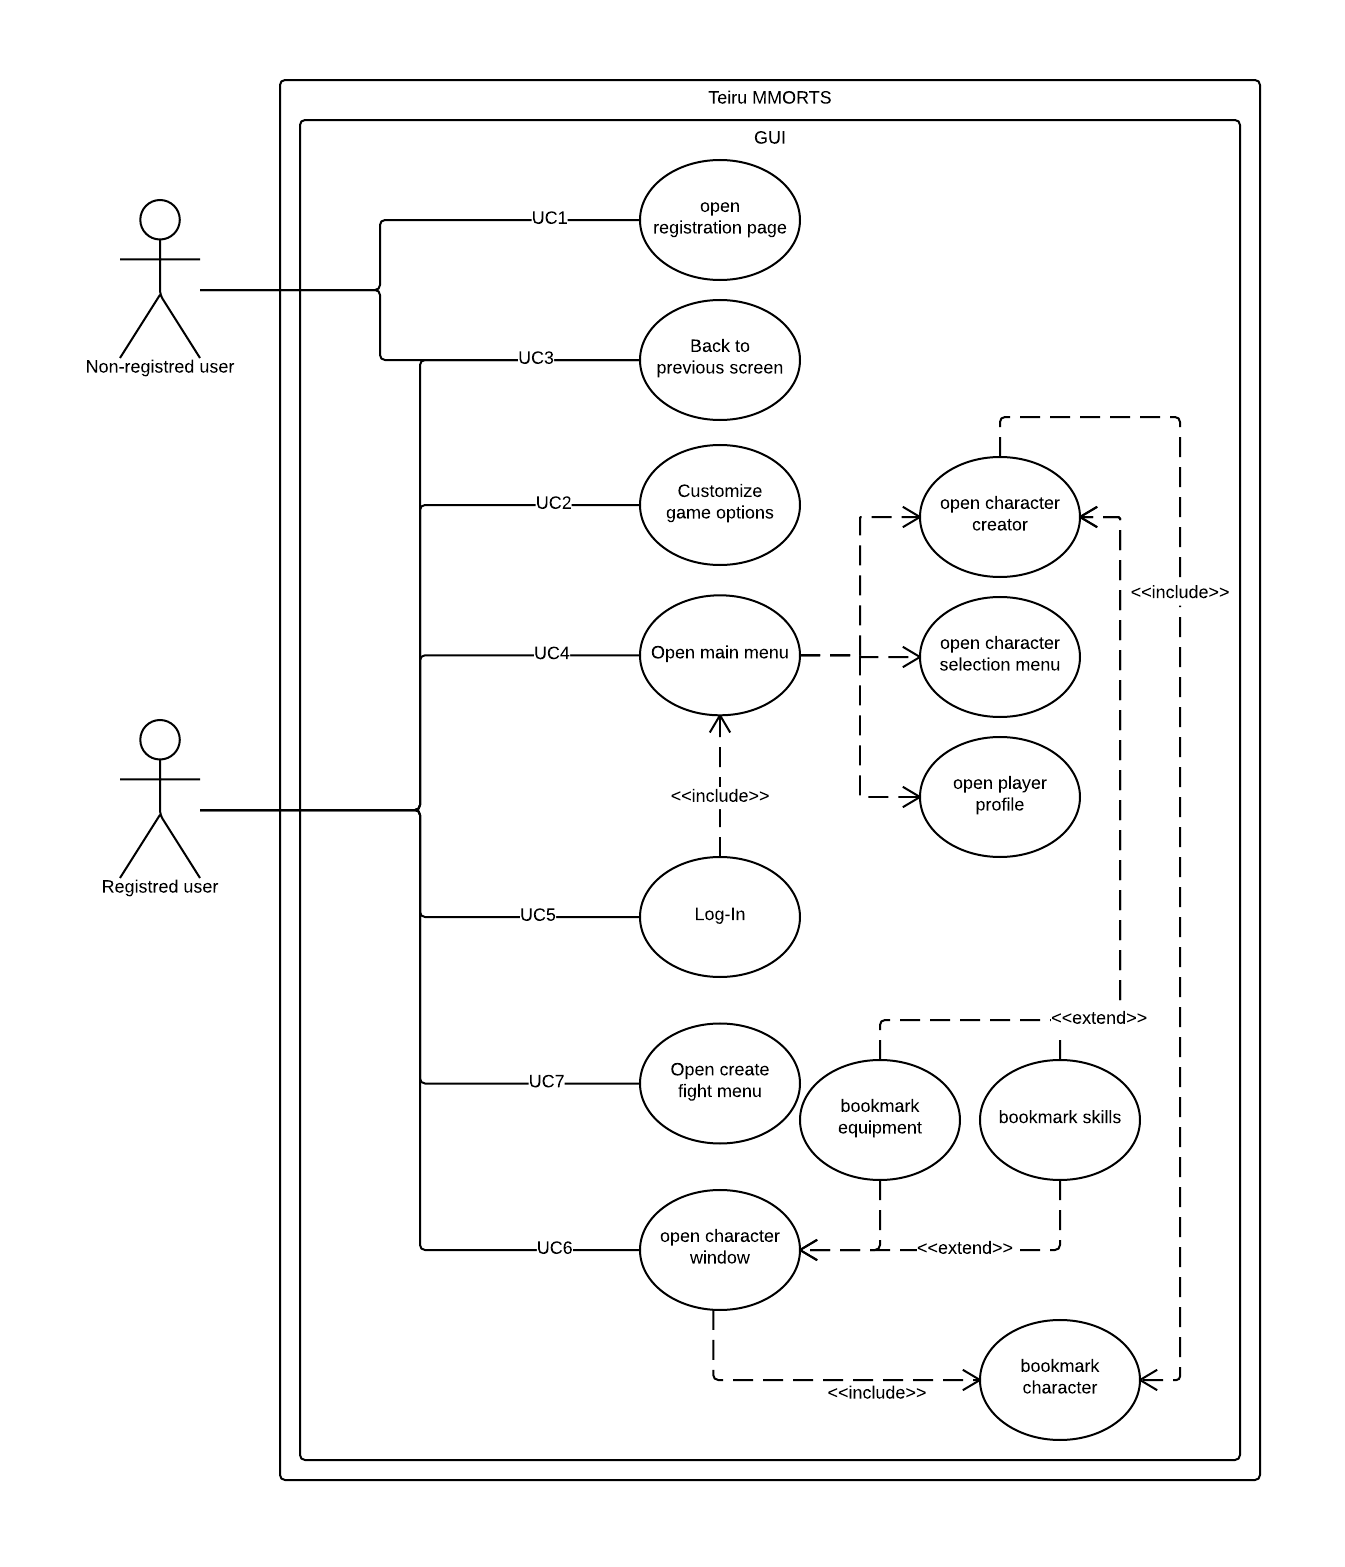 Teiru MMORTS
GUI
open
registration page
UC1
Non-registred user
Back to
previous screen
UC3
Customize
game options
UC2
open character
creator
<<include>>
Open main menu
UC4
open character
selection menu
open player
profile
<<include>>
Registred user
Log-In
UC5
<<extend>>
Open create
fight menu
UC7
bookmark
equipment
bookmark skills
open character
window
UC6
<<extend>>
bookmark
character
<<include>>